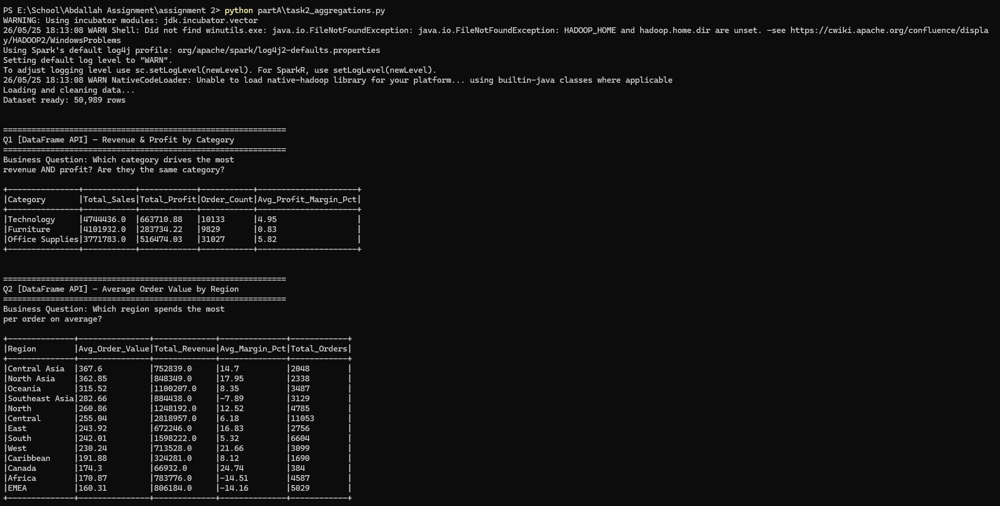 PS E:\School\Abdallah Assignment\assignment 2> python partA\task2_aggregations.py
WARNING: Using incubator modules: jdk.incubator.vector
26/05/25 18:13:08 WARN Shell: Did not find winutils.exe: java.io.FileNotFoundException: java.io.FileNotFoundException: HADOOP_HOME and hadoop.home.dir are unset. -see https://cwiki.apache.org/confluence/displa
y/HADOOP2/WindowsProblems
Using Spark's default log4j profile: org/apache/spark/log4j2-defaults.properties
Setting default log level to "WARN".
To adjust logging level use sc.setLogLevel(newLevel). For SparkR, use setLogLevel(newLevel).
26/05/25 18:13:08 WARN NativeCodeLoader: Unable to load native-hadoop library for your platform... using builtin-java classes where applicable
Loading and cleaning data...
Dataset ready: 50,989 rows
============================================================
Q1 [DataFrame API] — Revenue & Profit by Category
============================================================
Business Question: Which category drives the most
revenue AND profit? Are they the same category?
+---------------+-----------+------------+-----------+---------------------+
|Category       |Total_Sales|Total_Profit|Order_Count|Avg_Profit_Margin_Pct|
+---------------+-----------+------------+-----------+---------------------+
|Technology     |4744436.0  |663710.88   |10133      |4.95                 |
|Furniture      |4101932.0  |283734.22   |9829       |0.83                 |
|Office Supplies|3771783.0  |516474.03   |31027      |5.82                 |
+---------------+-----------+------------+-----------+---------------------+
============================================================
Q2 [DataFrame API] — Average Order Value by Region
============================================================
Business Question: Which region spends the most
per order on average?
+--------------+---------------+-------------+--------------+------------+
|Region        |Avg_Order_Value|Total_Revenue|Avg_Margin_Pct|Total_Orders|
+--------------+---------------+-------------+--------------+------------+
|Central Asia  |367.6          |752839.0     |14.7          |2048        |
|North Asia    |362.85         |848349.0     |17.95         |2338        |
|Oceania       |315.52         |1100207.0    |8.35          |3487        |
|Southeast Asia|282.66         |884438.0     |-7.89         |3129        |
|North         |260.86         |1248192.0    |12.52         |4785        |
|Central       |255.04         |2818957.0    |6.18          |11053       |
|East          |243.92         |672246.0     |16.83         |2756        |
|South         |242.01         |1598222.0    |5.32          |6604        |
|West          |230.24         |713528.0     |21.66         |3099        |
|Caribbean     |191.88         |324281.0     |8.12          |1690        |
|Canada        |174.3          |66932.0      |24.74         |384         |
|Africa        |170.87         |783776.0     |-14.51        |4587        |
|EMEA          |160.31         |806184.0     |-14.16        |5029        |
+--------------+---------------+-------------+--------------+------------+